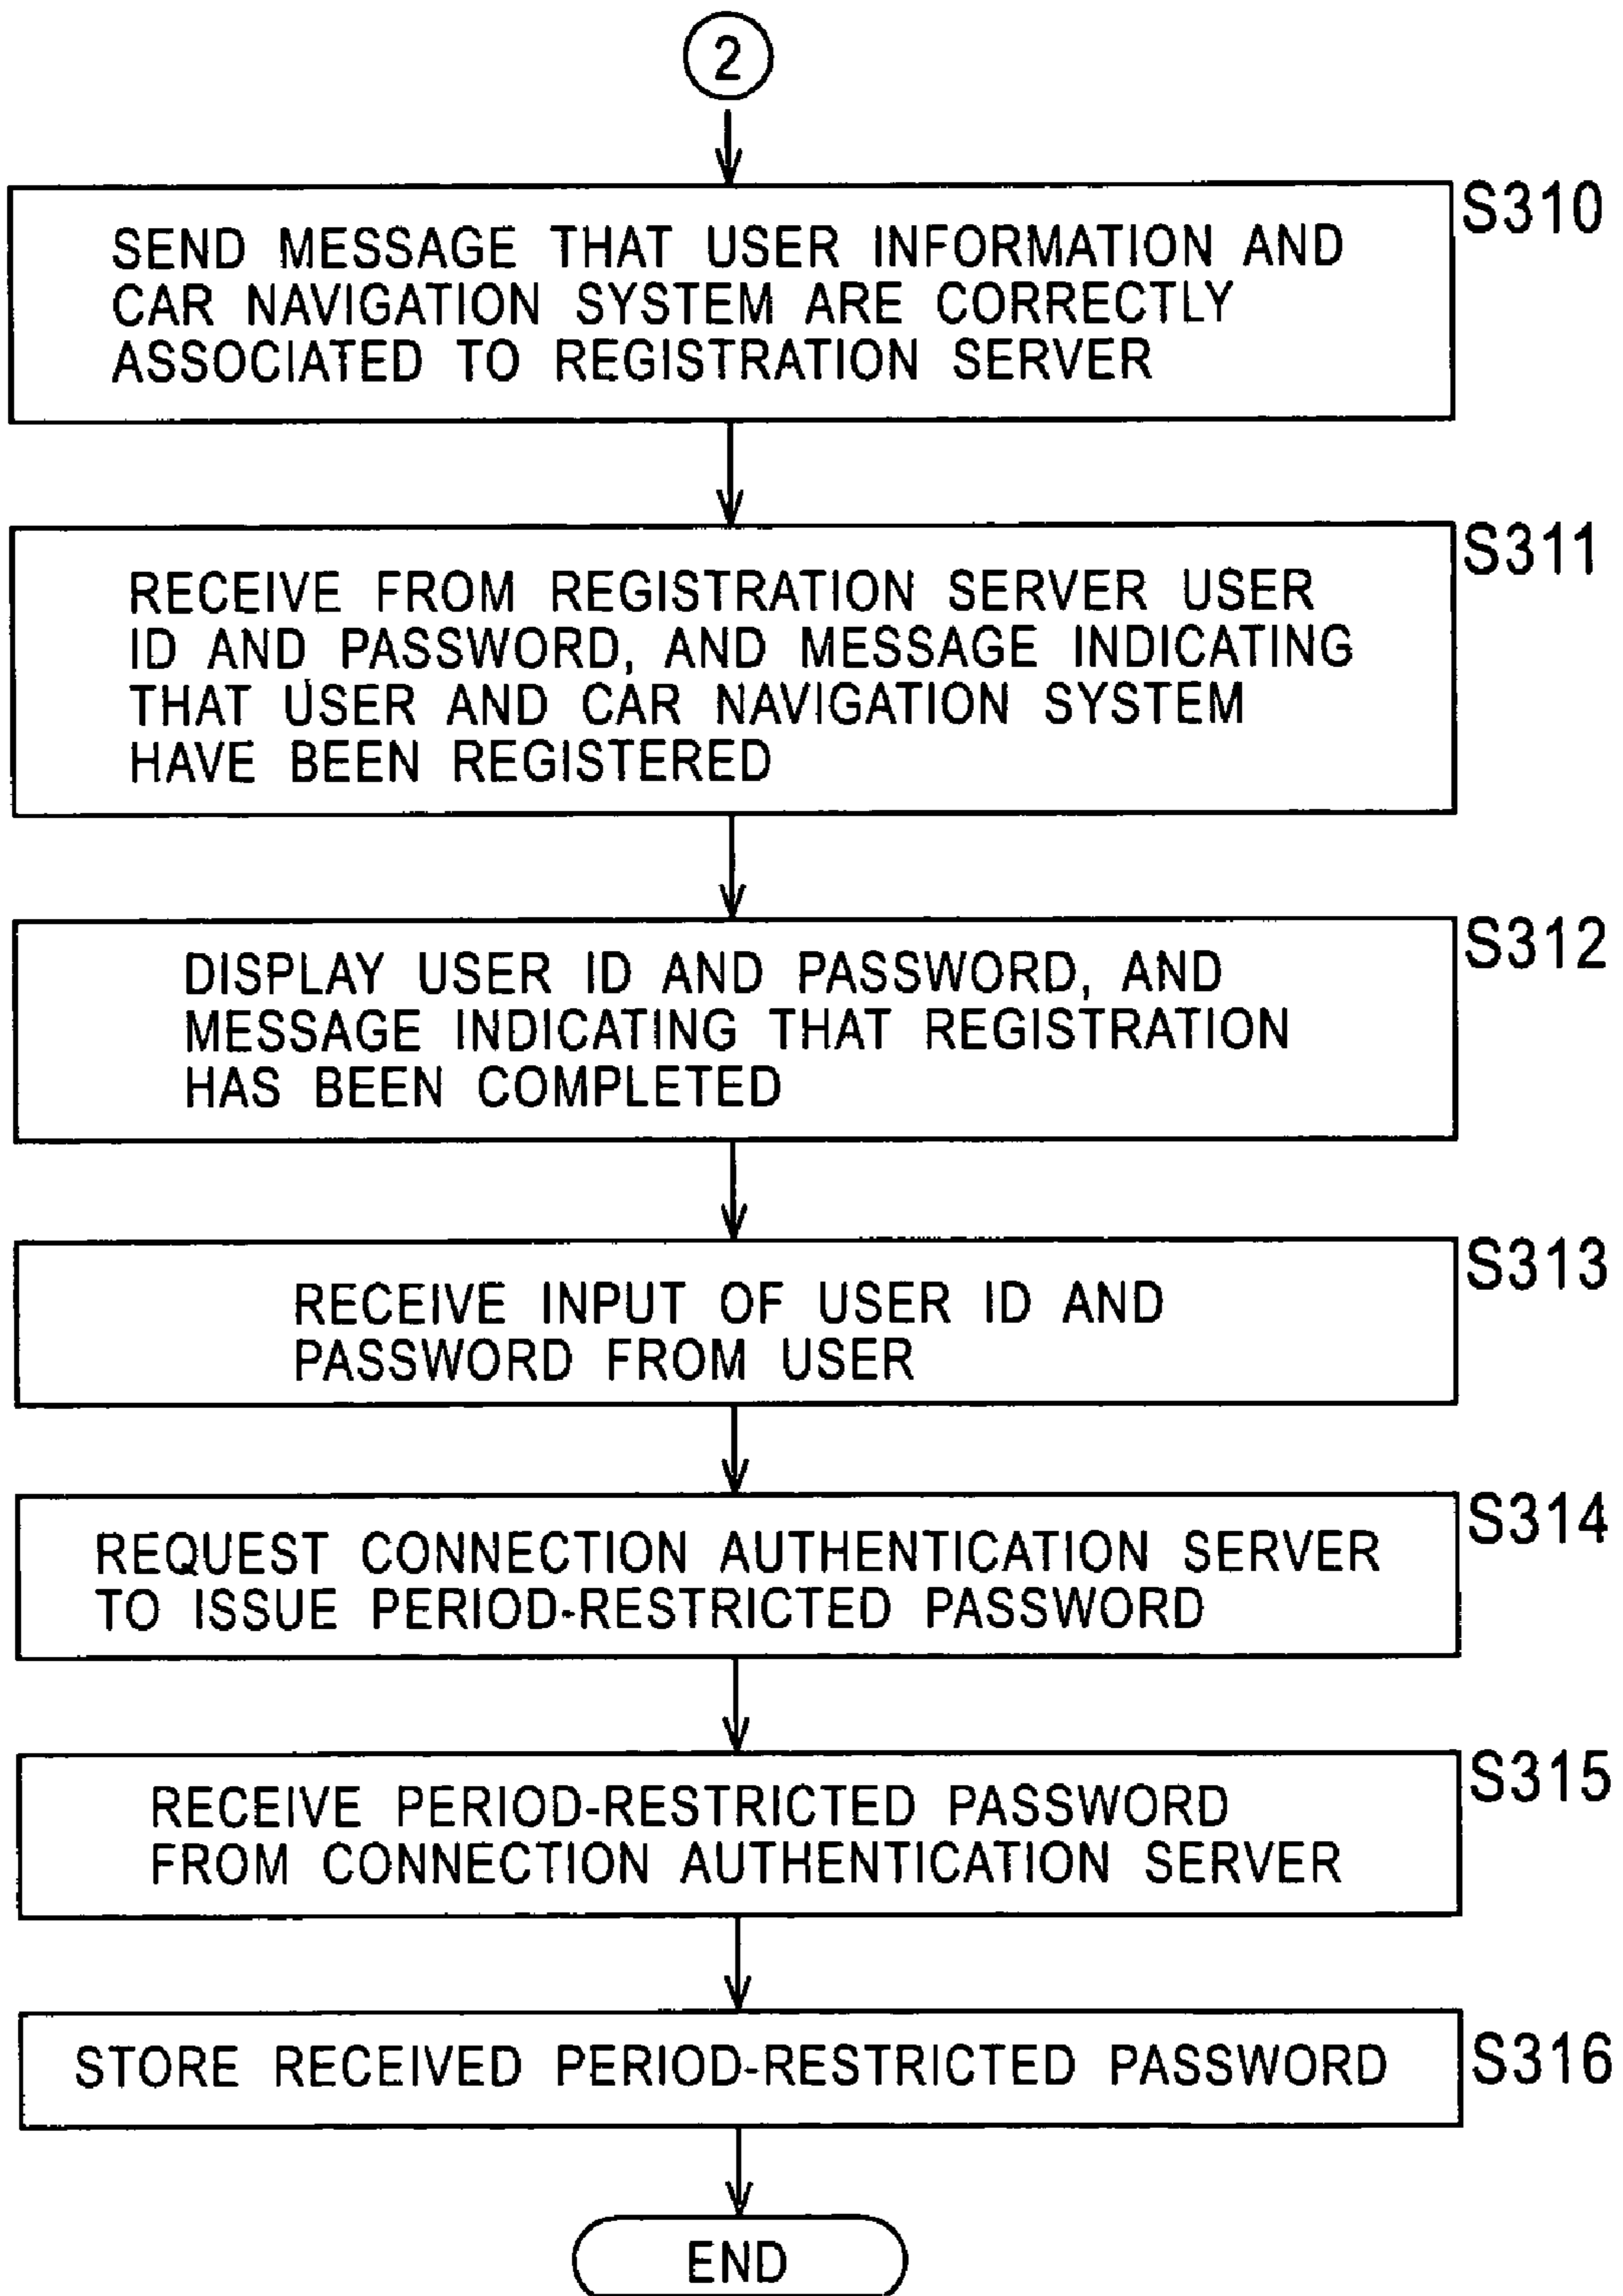 2
S310
SEND MESSAGE THAT USER INFORMATION AND
CAR NAVIGATION SYSTEM ARE CORRECTLY
ASSOCIATED TO REGISTRATION SERVER
S311
RECEIVE FROM REGISTRATION SERVER USER
ID AND PASSWORD, AND MESSAGE INDICATING
THAT USER AND CAR NAVIGATION SYSTEM
HAVE BEEN REGISTERED
S312
DISPLAY USER ID AND PASSWORD, AND
MESSAGE INDICATING THAT REGISTRATION
HAS BEEN COMPLETED
S313
RECEIVE INPUT OF USER ID AND
PASSWORD FROM USER
S314
REQUEST CONNECTION AUTHENTICATION SERVER
TO ISSUE PERIOD-RESTRICTED PASSWORD
S315
RECEIVE PERIOD-RESTRICTED PASSWORD
FROM CONNECTION AUTHENTICATION SERVER
STORE RECEIVED PERIOD-RESTRICTED PASSWORD
S316
END